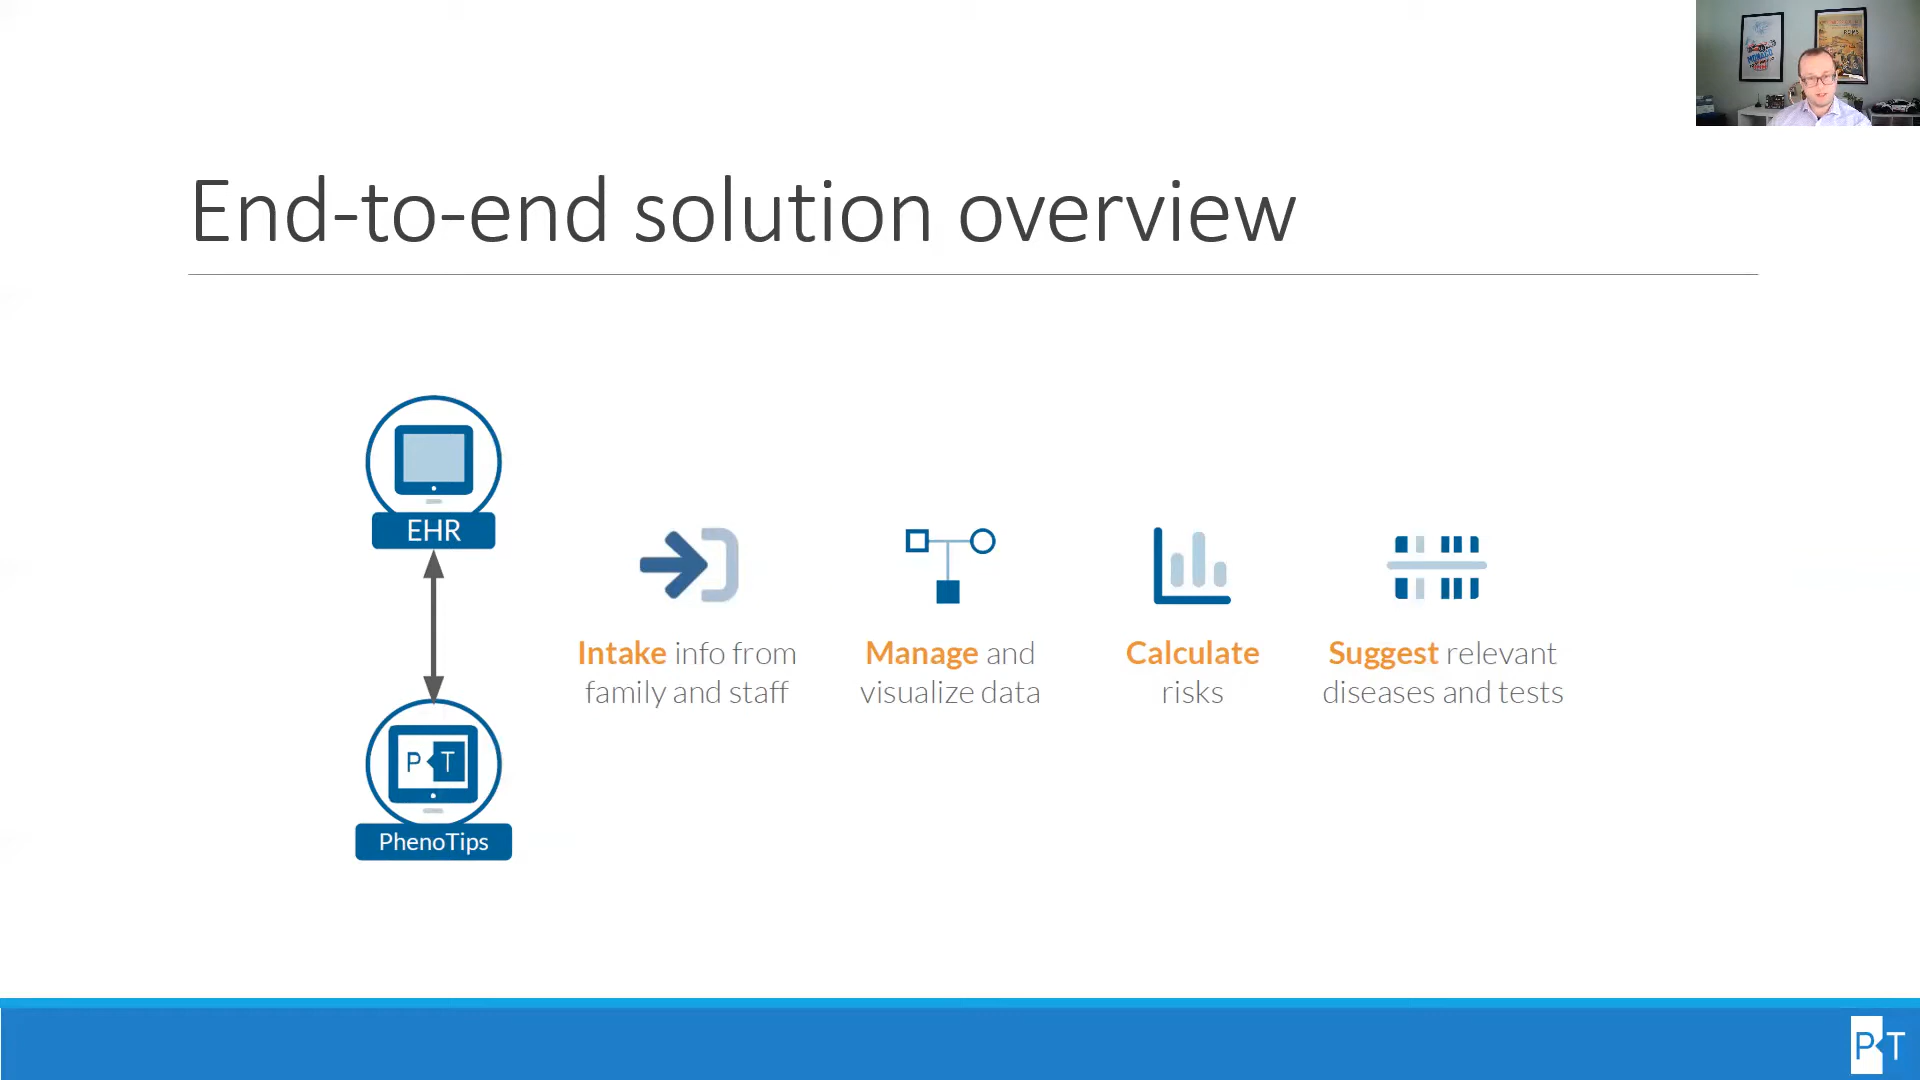 End-to-end solution overview
EHR
Intake info from
family and staff
Manage and
visualize data
Calculate
risks
Suggest relevant
diseases and tests
P T
PhenoTips
P T
MONACO